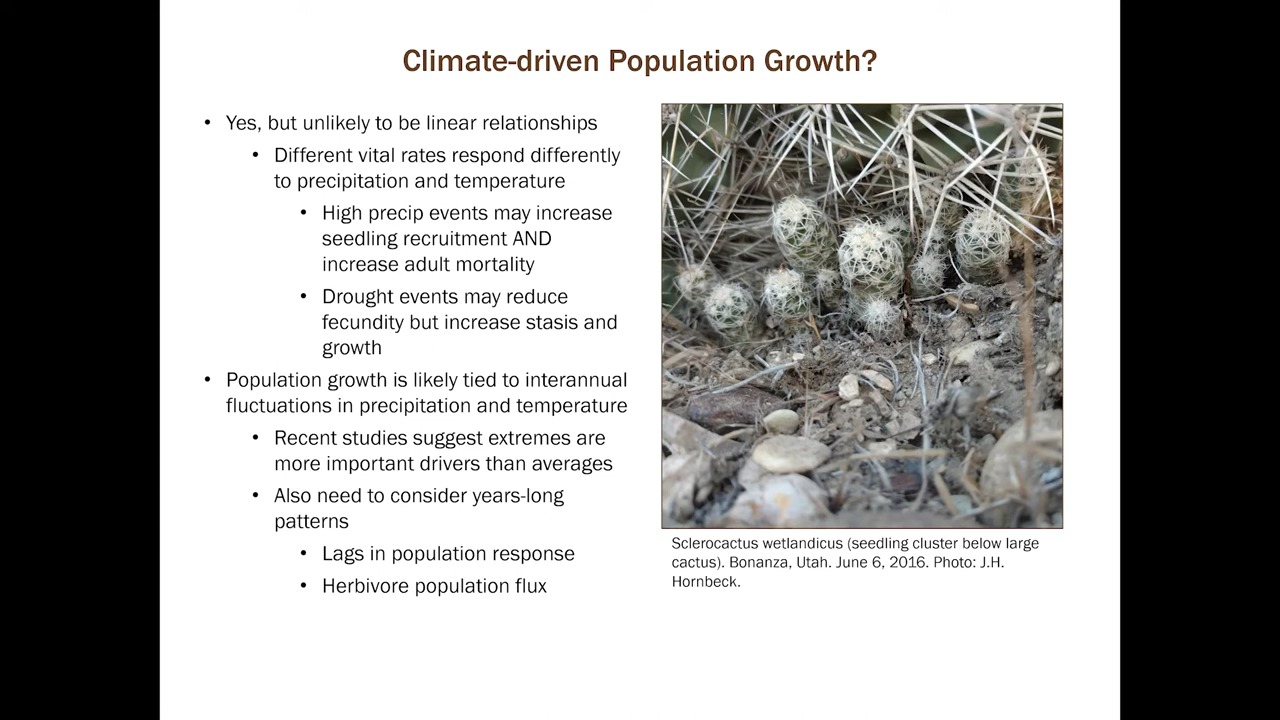 Climate-driven Population Growth?
• Yes, but unlikely to be linear relationships
• Different vital rates respond differently
to precipitation and temperature
• High precip events may increase
seedling recruitment AND
increase adult mortality
• Drought events may reduce
fecundity but increase stasis and
growth
• Population growth is likely tied to interannual
fluctuations in precipitation and temperature
• Recent studies suggest extremes are
more important drivers than averages
• Also need to consider years-long
patterns
• Lags in population response
• Herbivore population flux
Sclerocactus wetlandicus (seedling cluster below large
cactus). Bonanza, Utah. June 6, 2016. Photo: J.H.
Hornbeck.